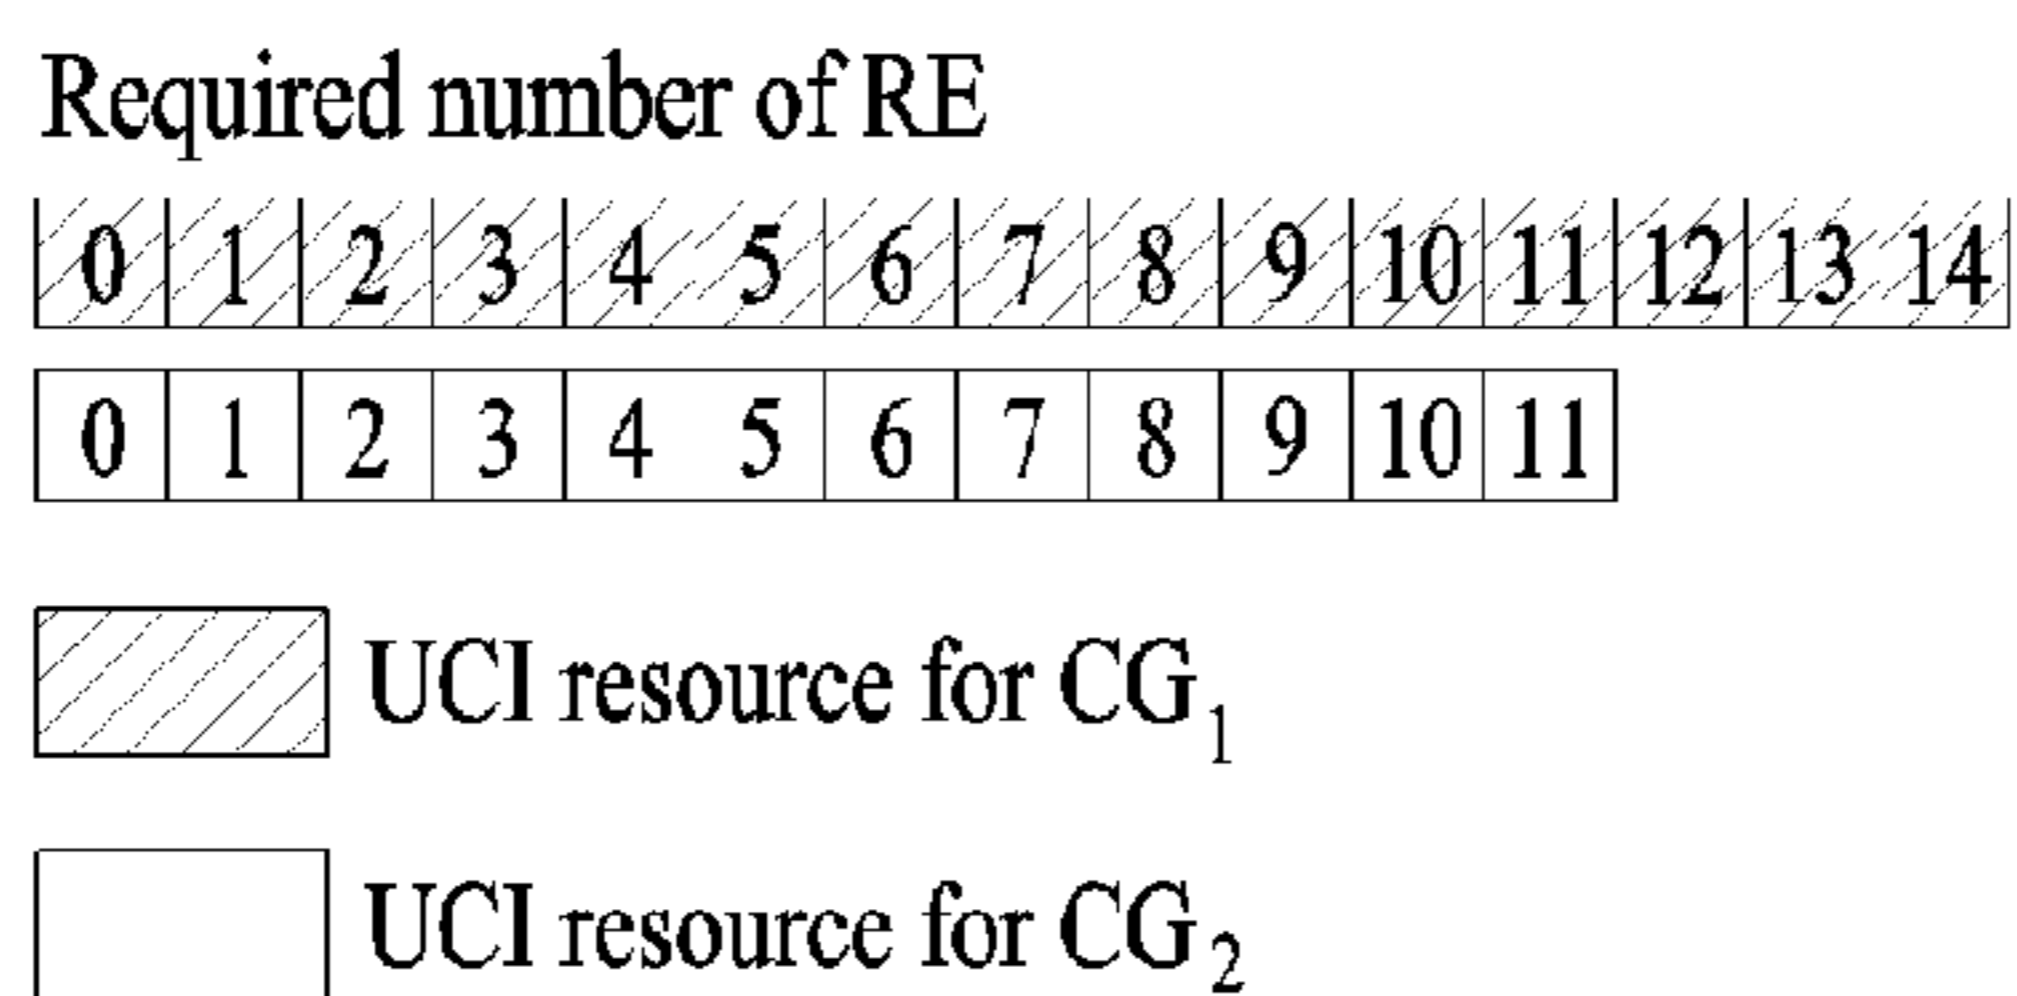 Required number of RE
0 1 2 3 4 5 6 7 8 9 10 11 12 13 14
0 1 2 3 4 5 6 7 8 9 10 11
UCI resource for CG1
UCI resource for CG2